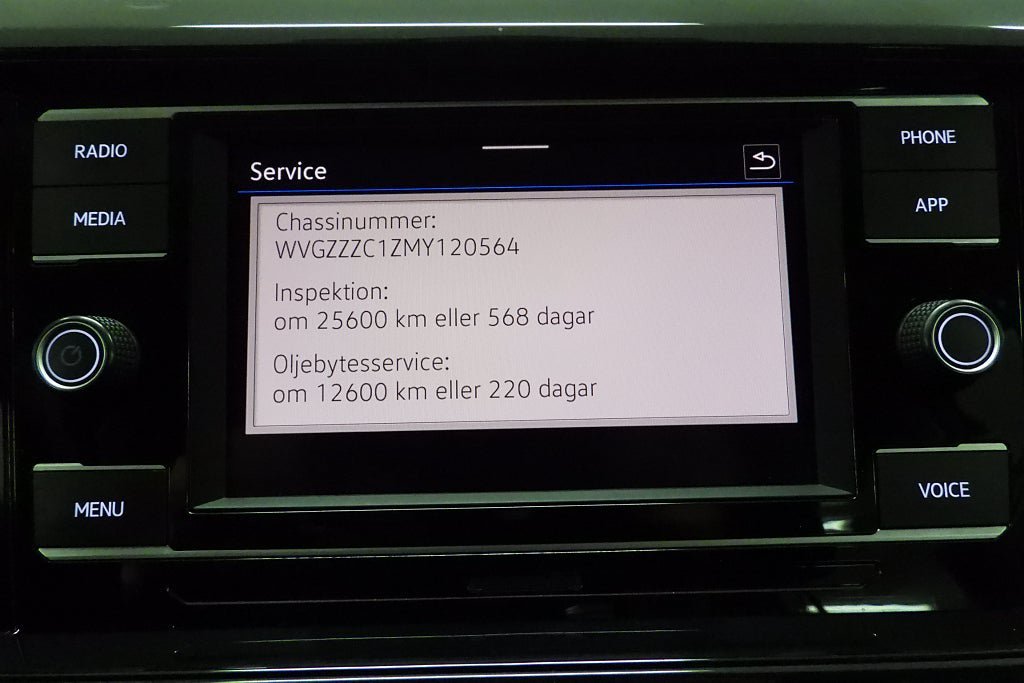 RADIO
MEDIA
MENU
Service
Chassinummer:
WVGZZZC1ZMY120564
Inspektion:
om 25600 km eller 568 dagar
Oljebytesservice:
om 12600 km eller 220 dagar
PHONE
APP
VOICE